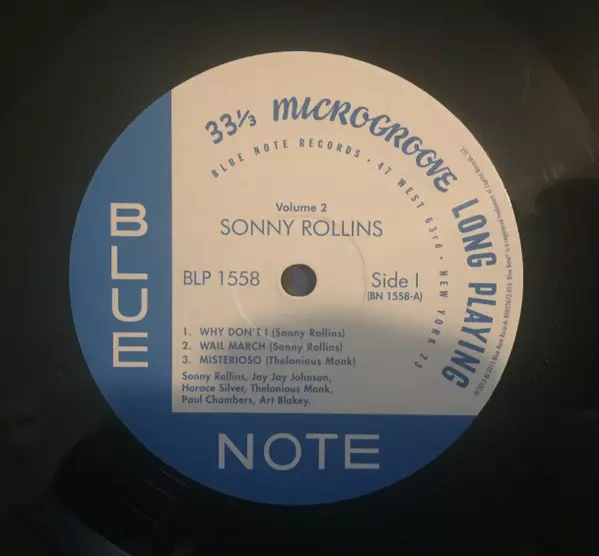 33⅓ MICROGROOVE LONG PLAYING
BLUE NOTE RECORDS · 47 WEST 63rd · NEW YORK 23
Volume 2
SONNY ROLLINS
BLP 1558
Side I
(BN 1558-A)
1. WHY DON'T I (Sonny Rollins)
2. WAIL MARCH (Sonny Rollins)
3. MISTERIOSO (Thelonious Monk)
Sonny Rollins, Jay Jay Johnson,
Horace Silver, Thelonious Monk,
Paul Chambers, Art Blakey.
BLUE
NOTE